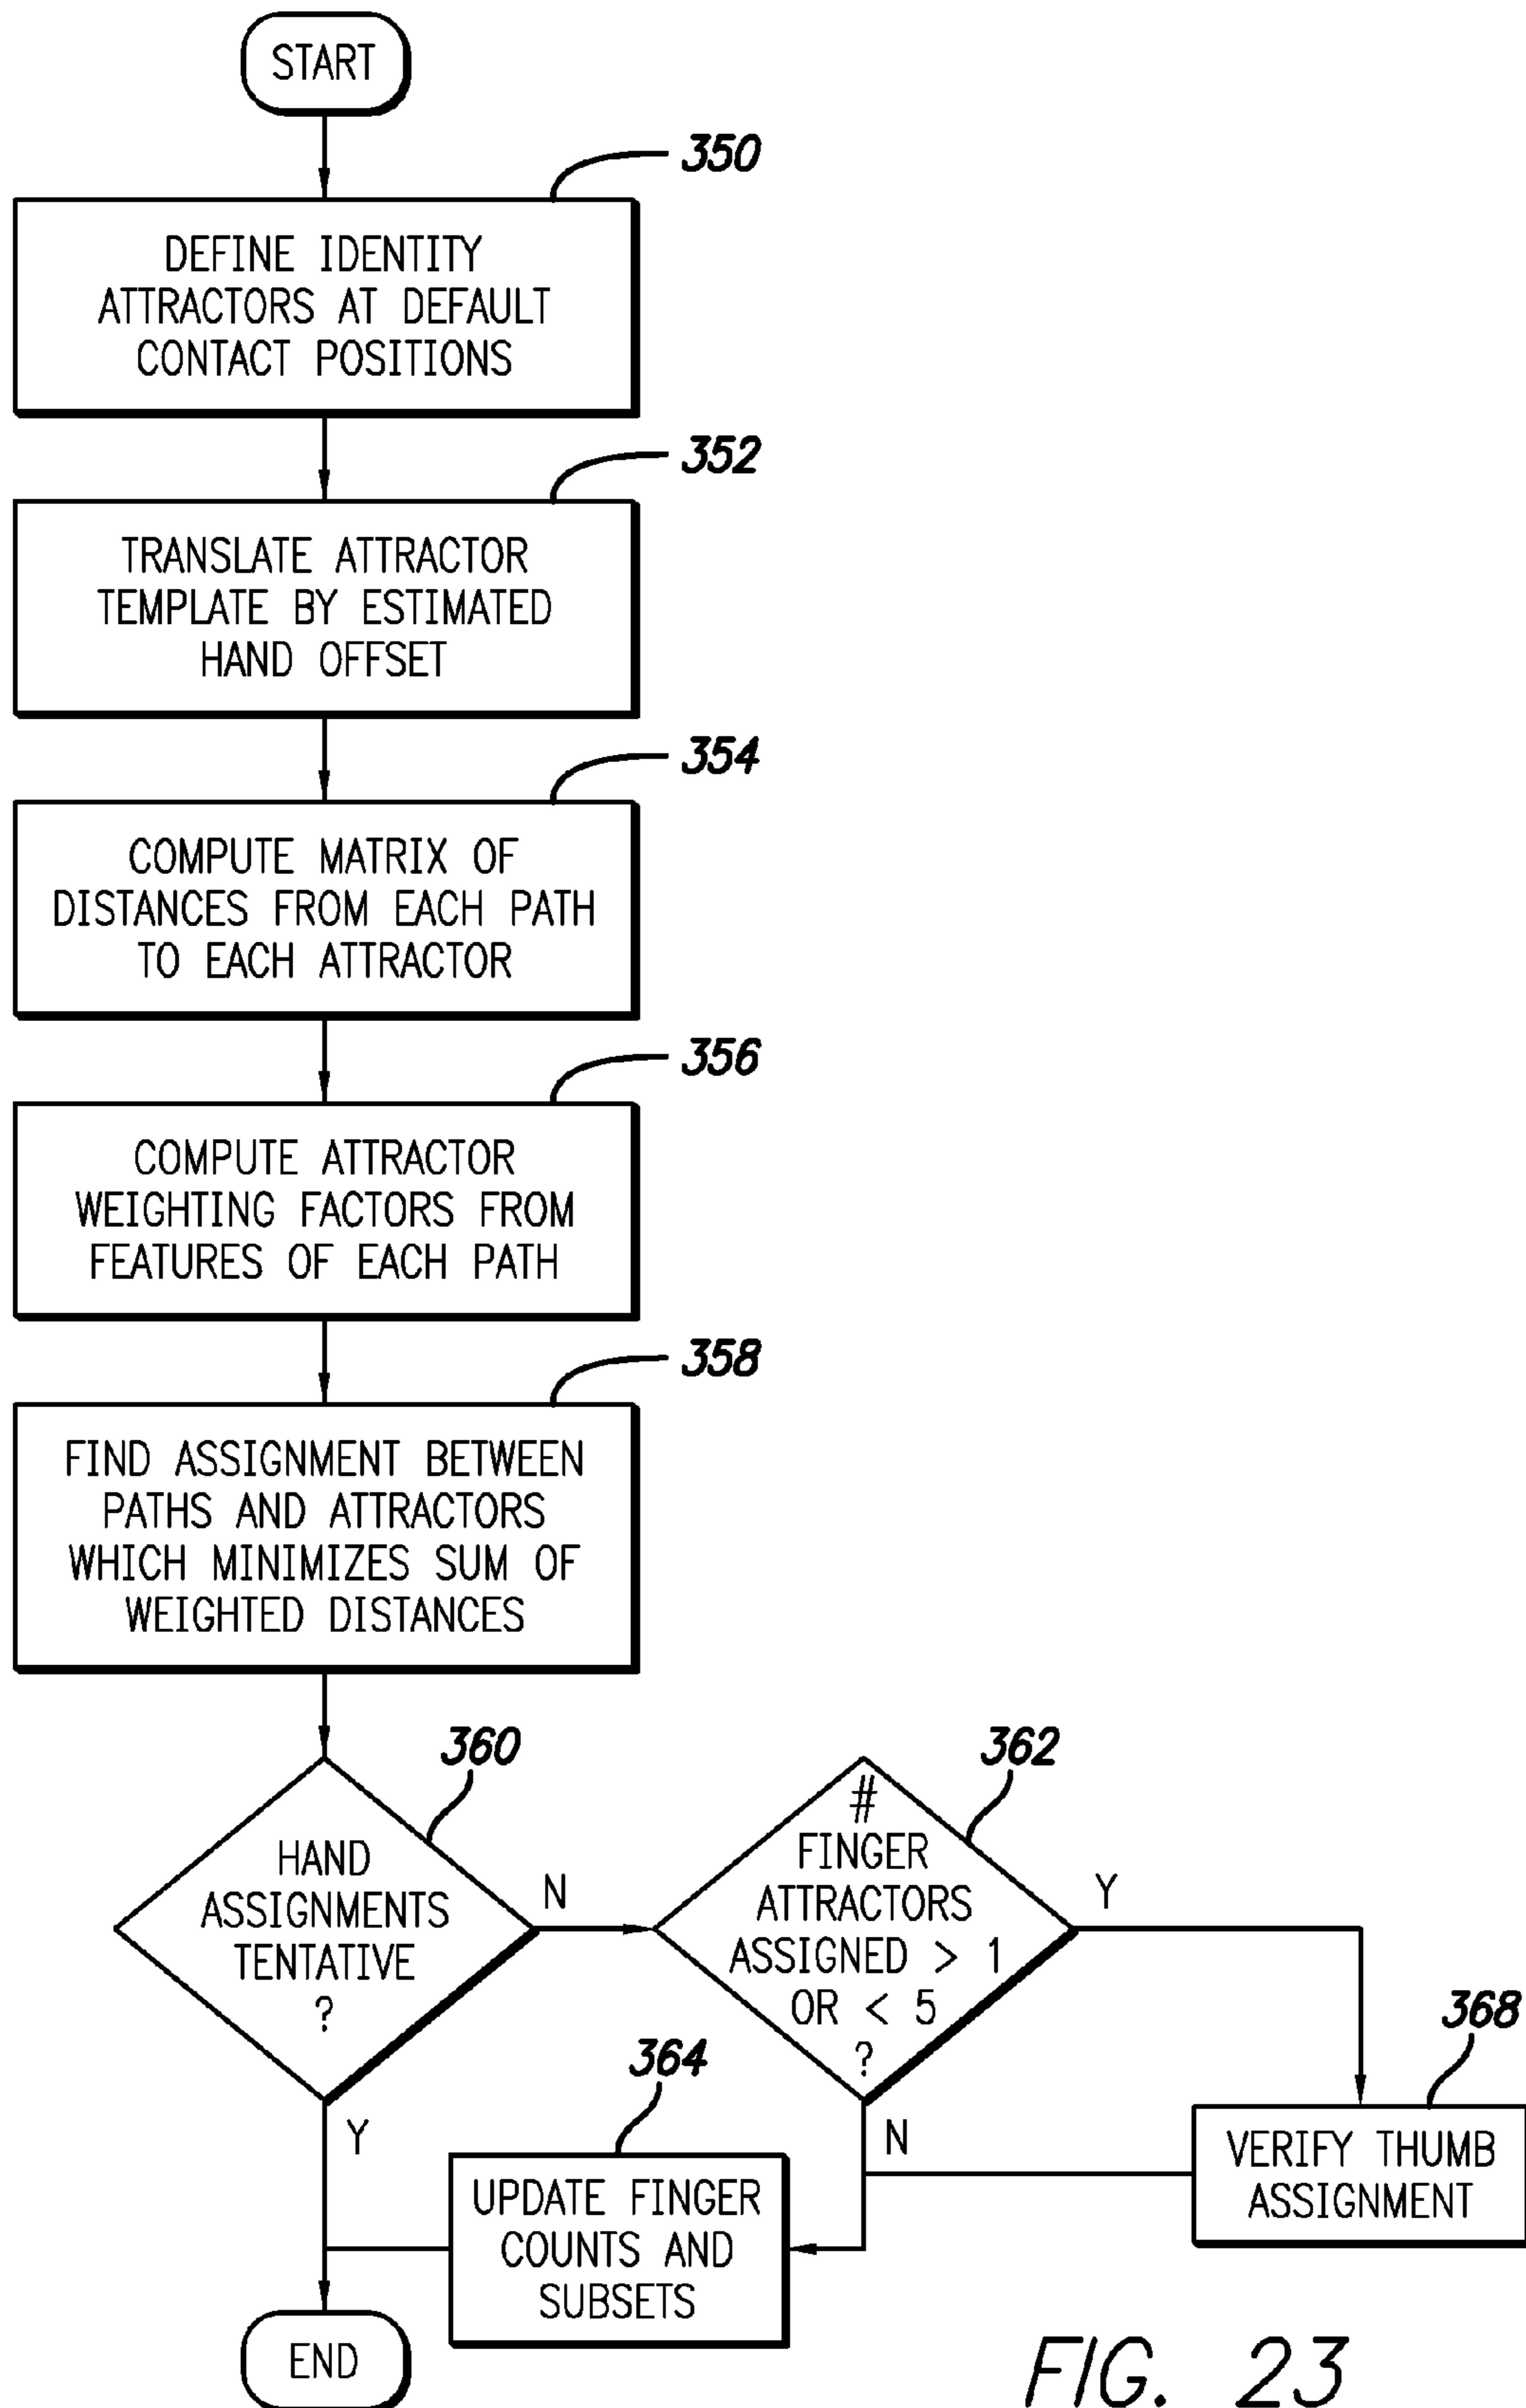 START
350
DEFINE IDENTITY
ATTRACTORS AT DEFAULT
CONTACT POSITIONS
352
TRANSLATE ATTRACTOR
TEMPLATE BY ESTIMATED
HAND OFFSET
354
COMPUTE MATRIX OF
DISTANCES FROM EACH PATH
TO EACH ATTRACTOR
356
COMPUTE ATTRACTOR
WEIGHTING FACTORS FROM
FEATURES OF EACH PATH
358
FIND ASSIGNMENT BETWEEN
PATHS AND ATTRACTORS
WHICH MINIMIZES SUM OF
WEIGHTED DISTANCES
360
HAND
ASSIGNMENTS
TENTATIVE
?
N
Y
362
#
FINGER
ATTRACTORS
ASSIGNED > 1
OR < 5
?
Y
N
368
VERIFY THUMB
ASSIGNMENT
364
UPDATE FINGER
COUNTS AND
SUBSETS
END
FIG. 23